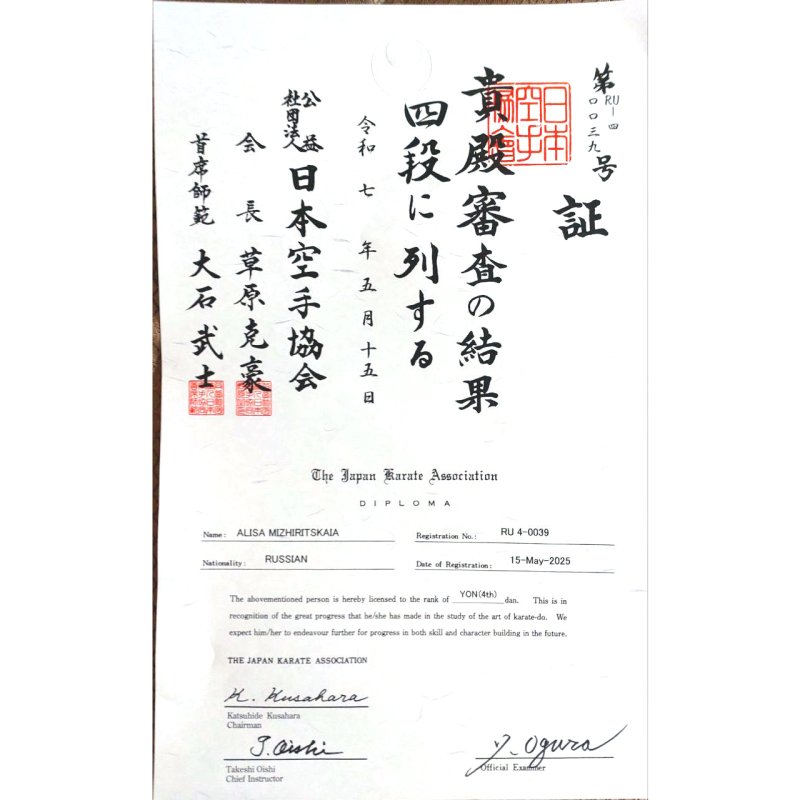 第RU-四
〇〇三九号
証
貴殿審査の結果
四段に列する
令和七年五月十五日
公益
社団法人
日本空手協会
会長 草原克豪
首席師範 大石武士
日本
空手
協會
The Japan Karate Association
DIPLOMA
Name: ALISA MIZHIRITSKAIA
Registration No.: RU 4-0039
Nationality: RUSSIAN
Date of Registration: 15-May-2025
The abovementioned person is hereby licensed to the rank of YON(4th) dan. This is in
recognition of the great progress that he/she has made in the study of the art of karate-do. We
expect him/her to endeavour further for progress in both skill and character building in the future.
THE JAPAN KARATE ASSOCIATION
K. Kusahara
Katsuhide Kusahara
Chairman
T. Oishi
Takeshi Oishi
Chief Instructor
Y. Ogura
Official Examiner